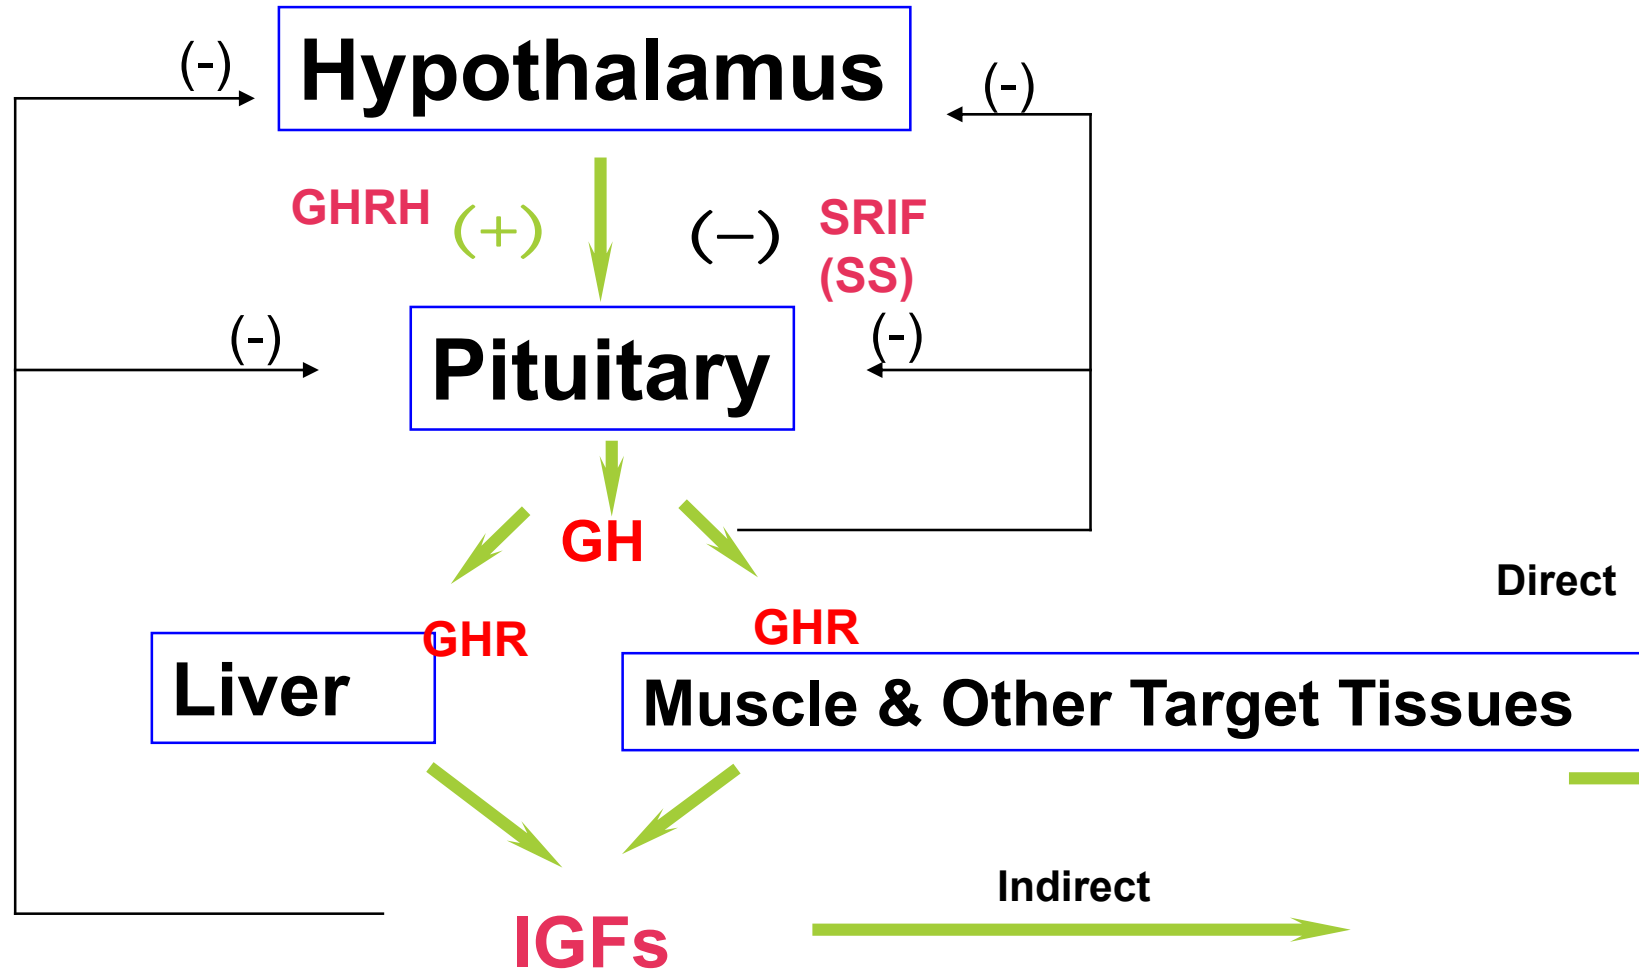 (-)
Hypothalamus
(-)
GHRH
(+)
(−)
SRIF
(SS)
(-)
Pituitary
(-)
GH
Direct
GHR
GHR
Liver
Muscle & Other Target Tissues
Indirect
IGFs